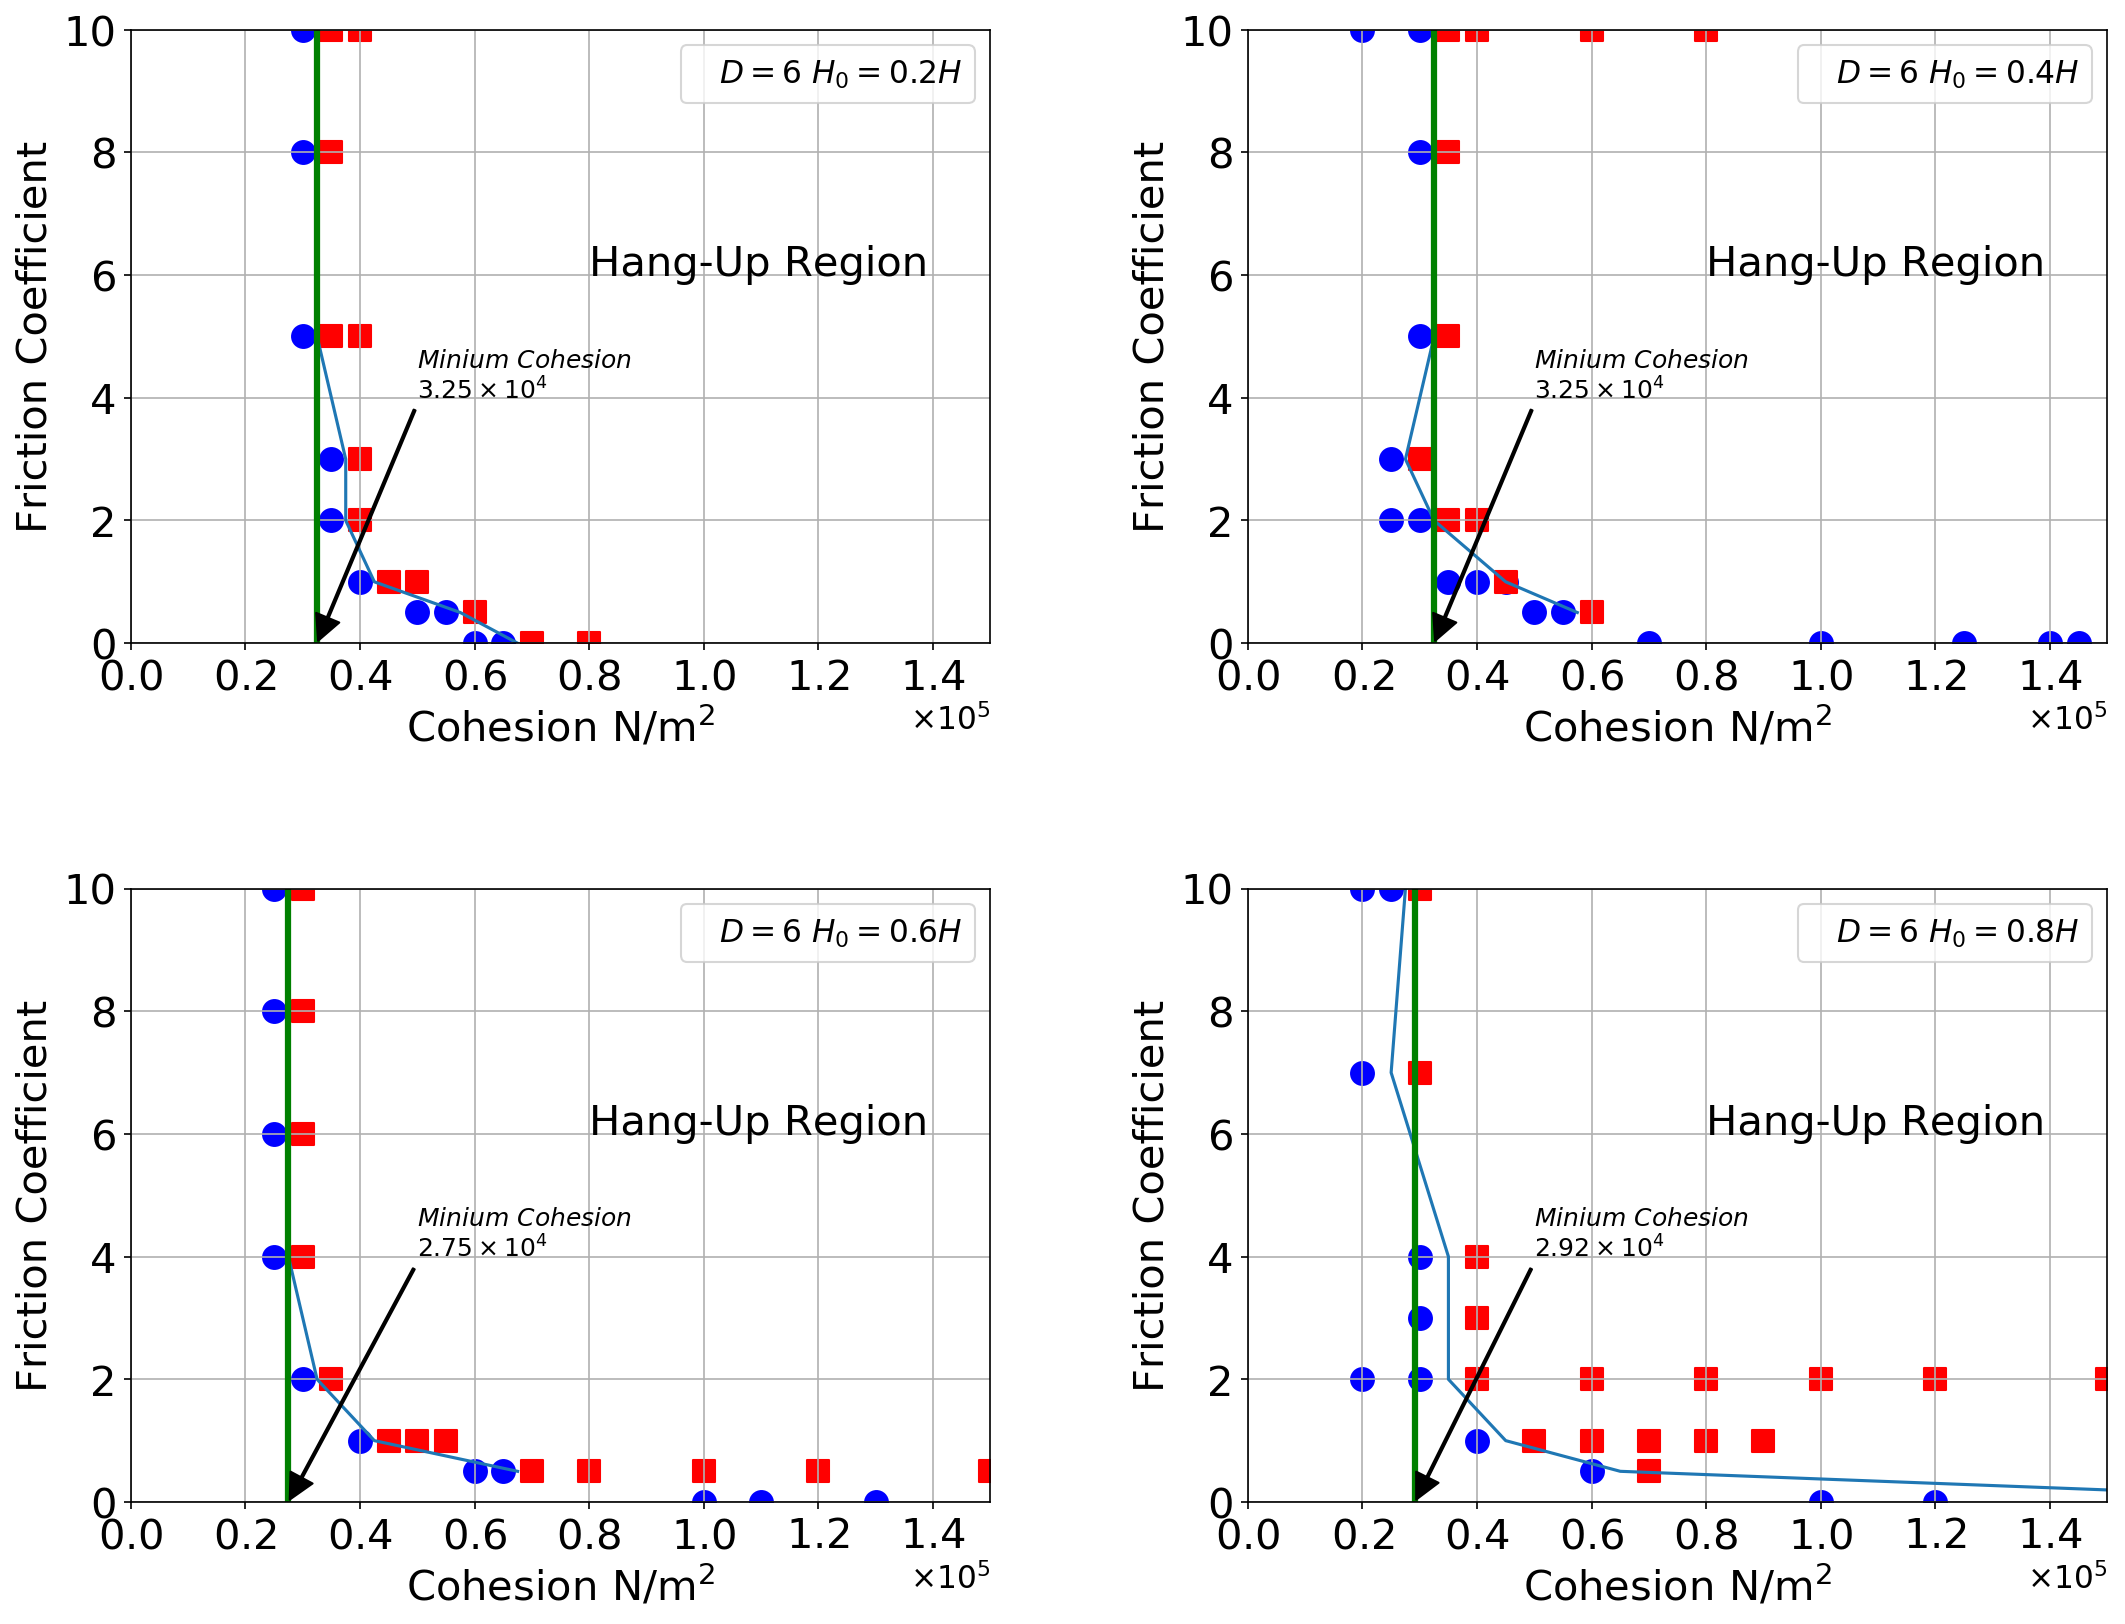 10
8
6
4
2
0
Friction Coefficient
D = 6 H₀ = 0.2H
Hang-Up Region
Minium Cohesion
3.25 × 10⁴
0.0 0.2 0.4 0.6 0.8 1.0 1.2 1.4
Cohesion N/m²
×10⁵
10
8
6
4
2
0
Friction Coefficient
D = 6 H₀ = 0.4H
Hang-Up Region
Minium Cohesion
3.25 × 10⁴
0.0 0.2 0.4 0.6 0.8 1.0 1.2 1.4
Cohesion N/m²
×10⁵
10
8
6
4
2
0
Friction Coefficient
D = 6 H₀ = 0.6H
Hang-Up Region
Minium Cohesion
2.75 × 10⁴
0.0 0.2 0.4 0.6 0.8 1.0 1.2 1.4
Cohesion N/m²
×10⁵
10
8
6
4
2
0
Friction Coefficient
D = 6 H₀ = 0.8H
Hang-Up Region
Minium Cohesion
2.92 × 10⁴
0.0 0.2 0.4 0.6 0.8 1.0 1.2 1.4
Cohesion N/m²
×10⁵